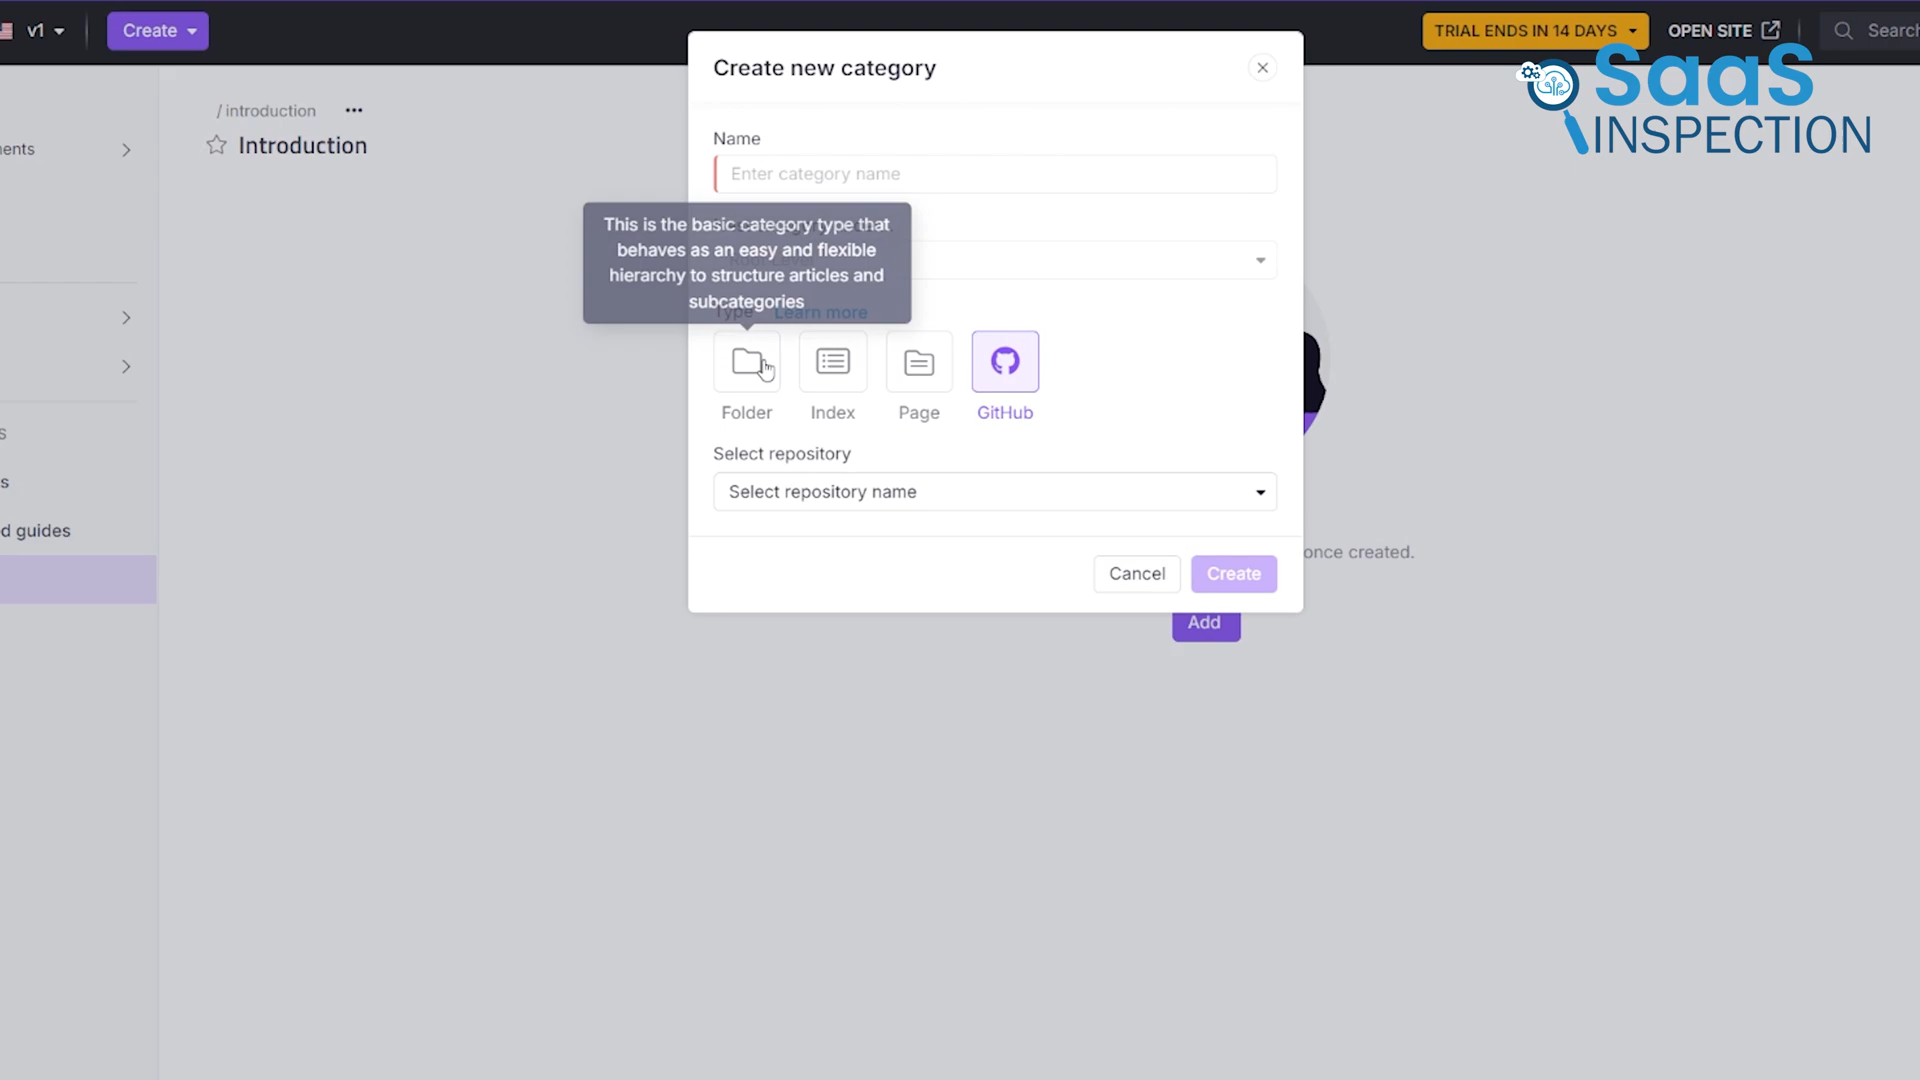 v1
Create
TRIAL ENDS IN 14 DAYS
OPEN SITE
Search
SaaS
INSPECTION
Create new category
/ introduction
Introduction
ents
Name
Enter category name
This is the basic category type that
behaves as an easy and flexible
hierarchy to structure articles and
subcategories
Type
Learn more
Folder
Index
Page
GitHub
Select repository
Select repository name
s
s
d guides
once created.
Cancel
Create
Add